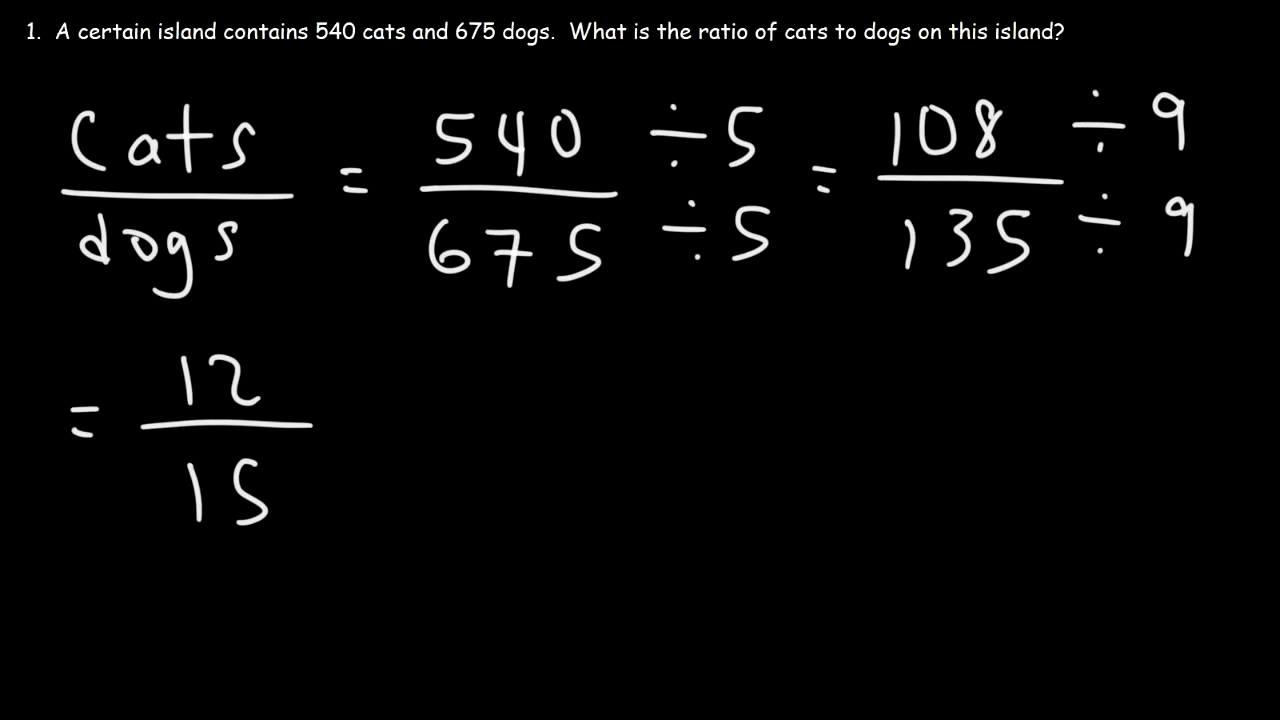 1. A certain island contains 540 cats and 675 dogs. What is the ratio of cats to dogs on this island?
Cats/dogs = 540/675 ÷5/÷5 = 108/135 ÷9/÷9
= 12/15